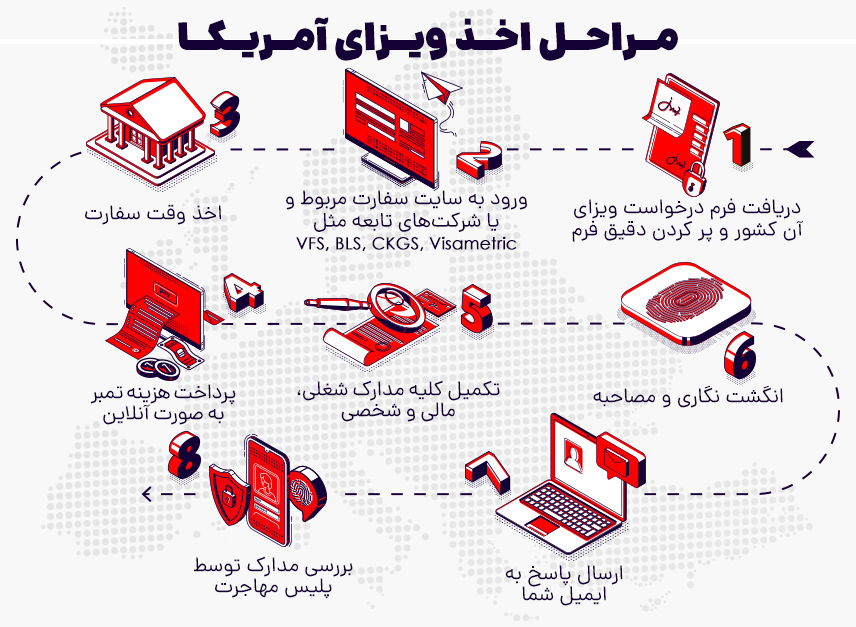 مراحل اخذ ویزای آمریکا
1
دریافت فرم درخواست ویزای
آن کشور و پر کردن دقیق فرم
2
ورود به سایت سفارت مربوط و
یا شرکت‌های تابعه مثل
VFS, BLS, CKGS, Visametric
3
اخذ وقت سفارت
4
پرداخت هزینه تمبر
به صورت آنلاین
5
تکمیل کلیه مدارک شغلی،
مالی و شخصی
6
انگشت نگاری و مصاحبه
7
ارسال پاسخ به
ایمیل شما
8
بررسی مدارک توسط
پلیس مهاجرت